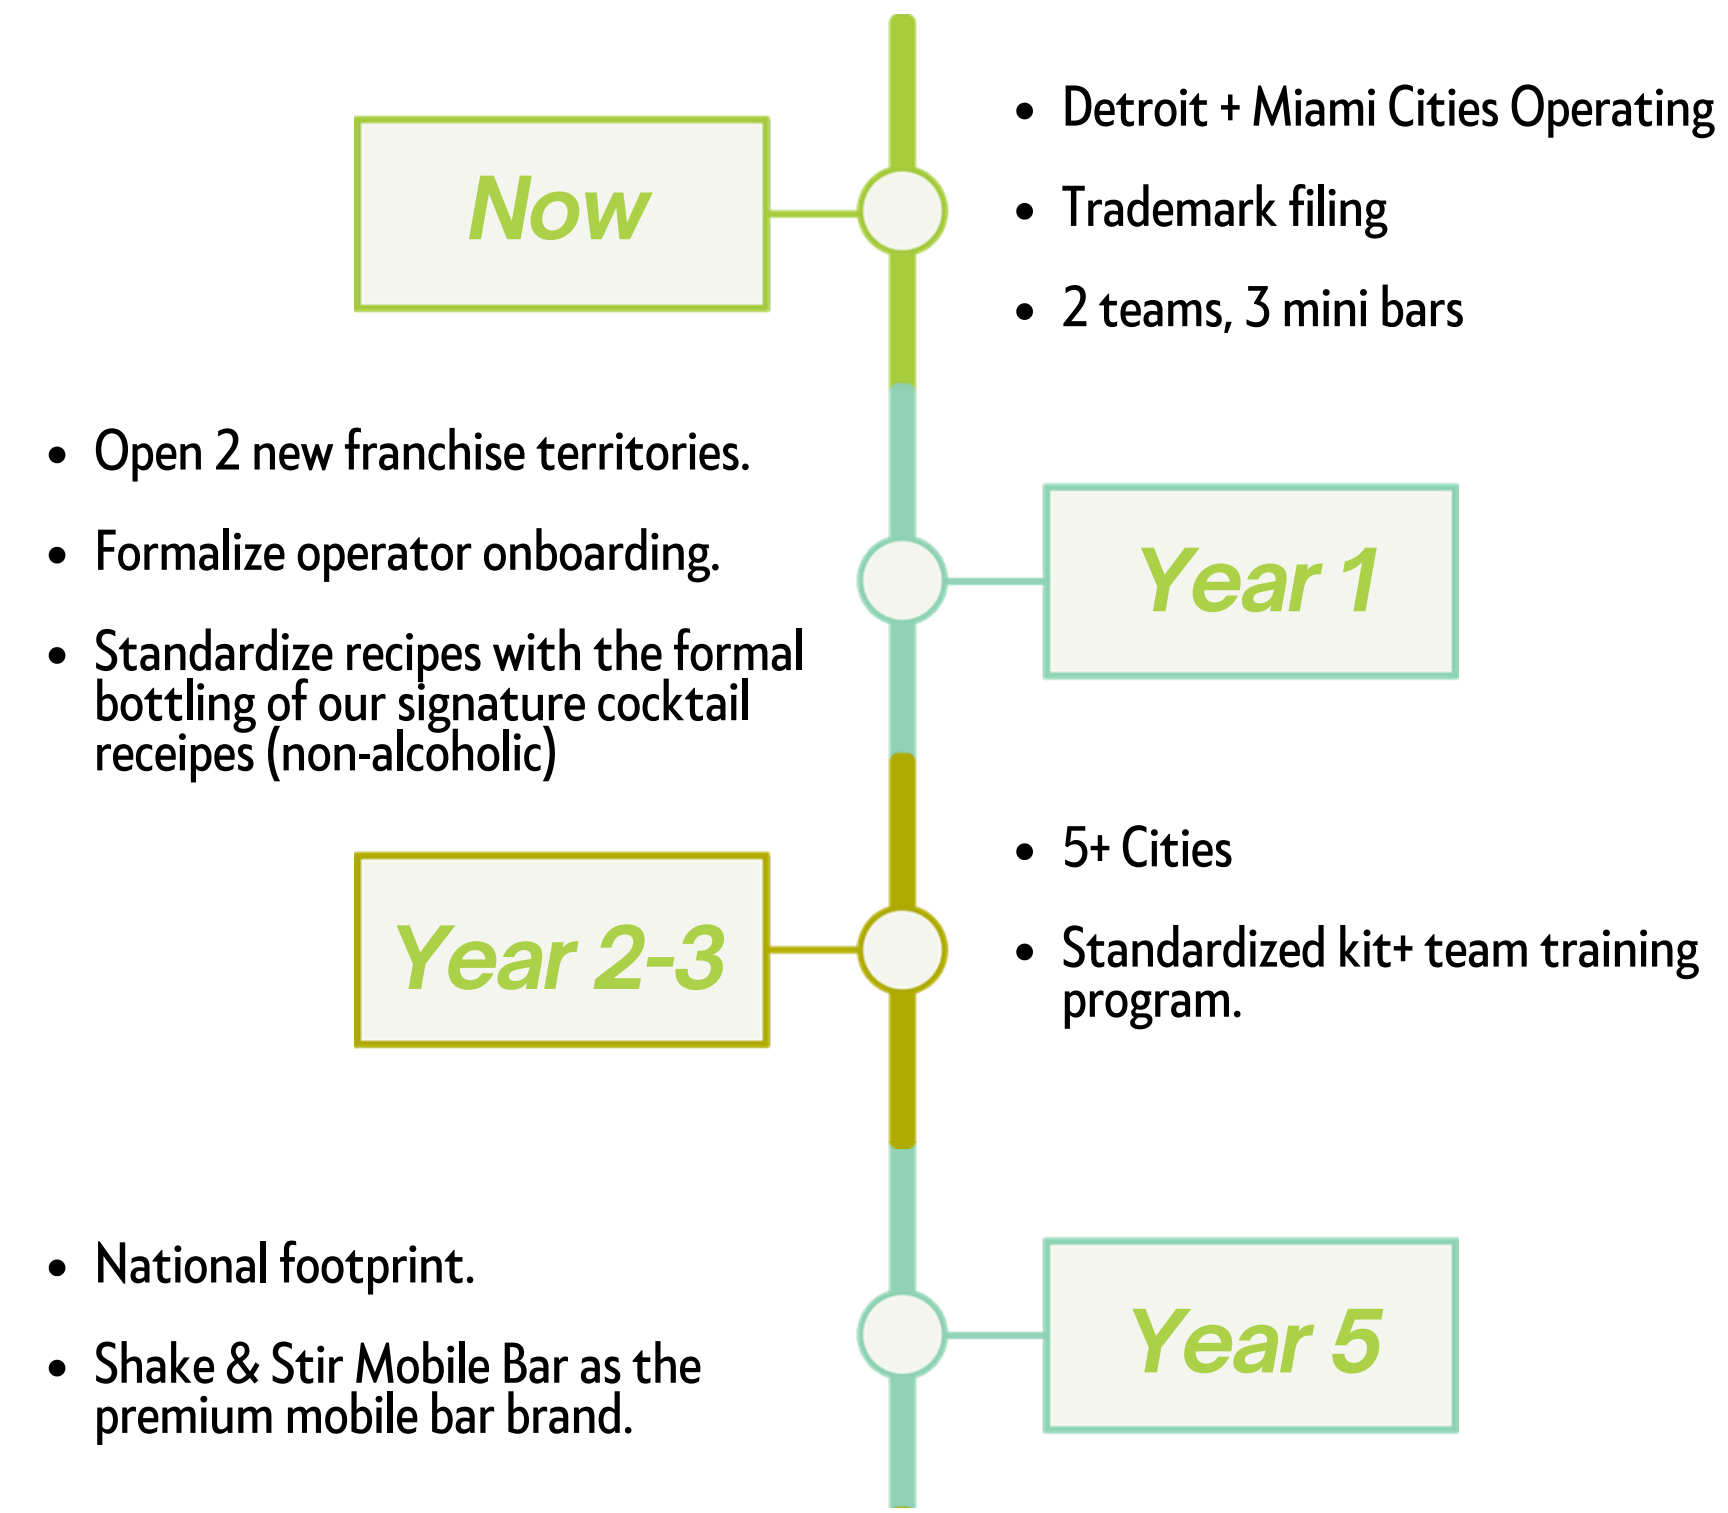 Now
• Detroit + Miami Cities Operating
• Trademark filing
• 2 teams, 3 mini bars
Year 1
• Open 2 new franchise territories.
• Formalize operator onboarding.
• Standardize recipes with the formal
bottling of our signature cocktail
receipes (non-alcoholic)
Year 2-3
• 5+ Cities
• Standardized kit+ team training
program.
Year 5
• National footprint.
• Shake & Stir Mobile Bar as the
premium mobile bar brand.